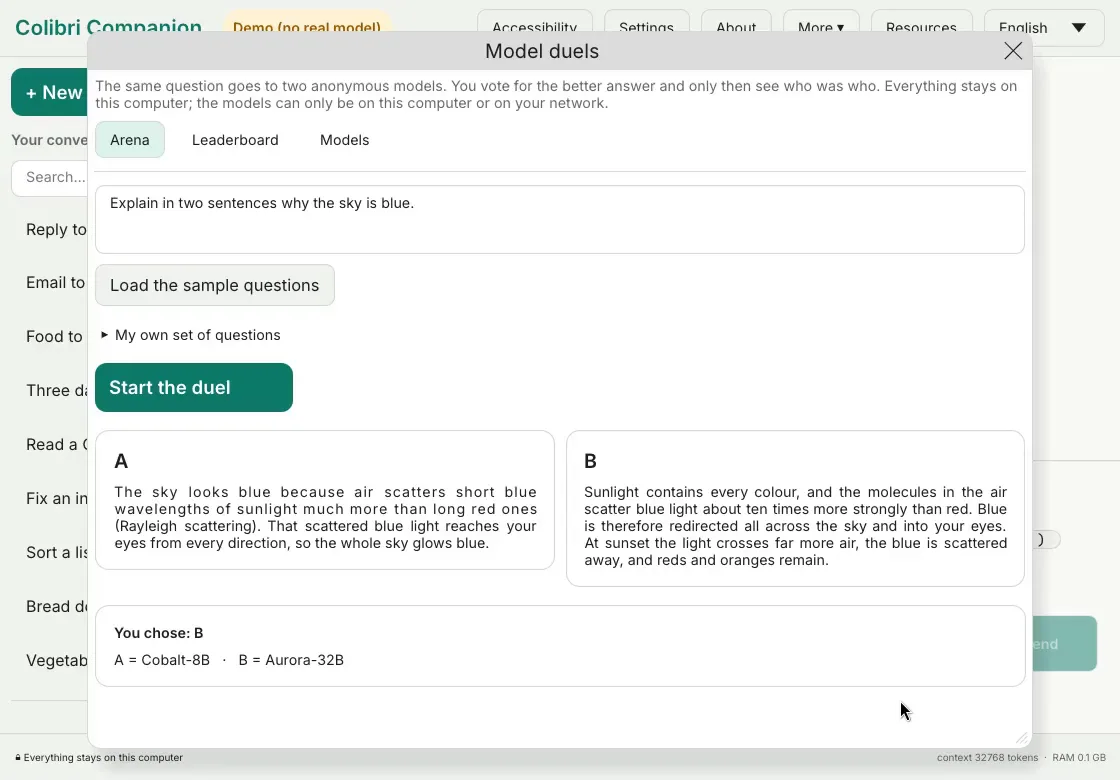 Colibri Companion
Demo (no real model)
Accessibility
Settings
About
More ▾
Resources
English ▼
Model duels
The same question goes to two anonymous models. You vote for the better answer and only then see who was who. Everything stays on
this computer; the models can only be on this computer or on your network.
+ New
Your conve
Arena
Leaderboard
Models
Search...
Explain in two sentences why the sky is blue.
Reply to
Email to
Load the sample questions
Food to
▸ My own set of questions
Three da
Start the duel
Read a
A
The sky looks blue because air scatters short blue
wavelengths of sunlight much more than long red ones
(Rayleigh scattering). That scattered blue light reaches your
eyes from every direction, so the whole sky glows blue.
B
Sunlight contains every colour, and the molecules in the air
scatter blue light about ten times more strongly than red. Blue
is therefore redirected all across the sky and into your eyes.
At sunset the light crosses far more air, the blue is scattered
away, and reds and oranges remain.
Fix an in
Sort a lis
)
Bread de
You chose: B
A = Cobalt-8B · B = Aurora-32B
Vegetab
end
Everything stays on this computer
context 32768 tokens · RAM 0.1 GB